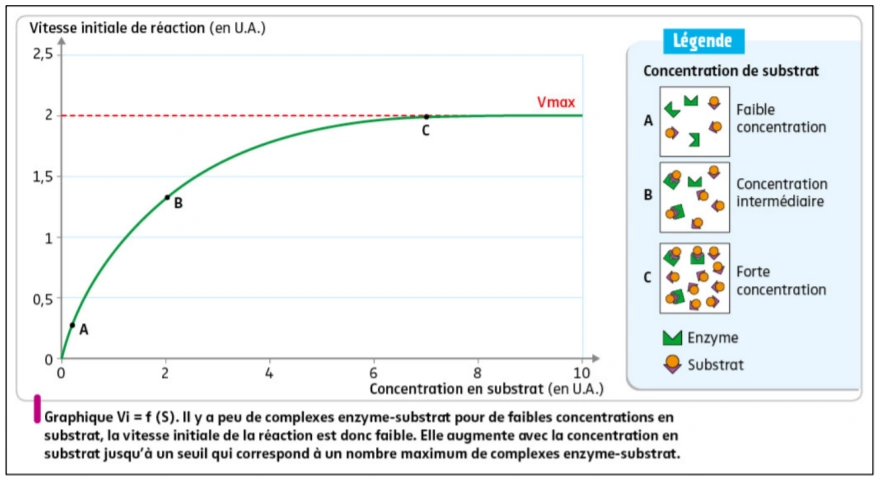 Vitesse initiale de réaction (en U.A.)
2,5
2
1,5
1
0,5
0
Vmax
A
B
C
0 2 4 6 8 10
Concentration en substrat (en U.A.)
Légende
Concentration de substrat
A Faible
concentration
B Concentration
intermédiaire
C Forte
concentration
Enzyme
Substrat
Graphique Vi = f (S). Il y a peu de complexes enzyme-substrat pour de faibles concentrations en
substrat, la vitesse initiale de la réaction est donc faible. Elle augmente avec la concentration en
substrat jusqu'à un seuil qui correspond à un nombre maximum de complexes enzyme-substrat.